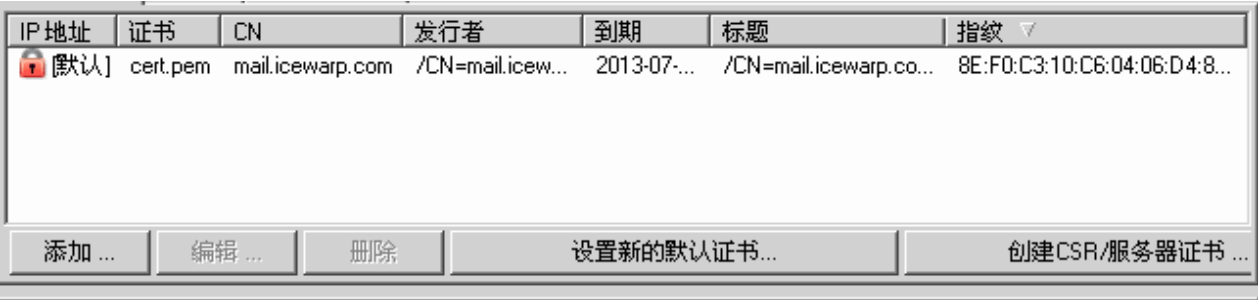 IP地址 证书 CN 发行者 到期 标题 指纹
[默认] cert.pem mail.icewarp.com /CN=mail.icew... 2013-07-... /CN=mail.icewarp.co... 8E:F0:C3:10:C6:04:06:D4:8...
添加 ... 编辑 ... 删除 设置新的默认证书... 创建CSR/服务器证书 ...